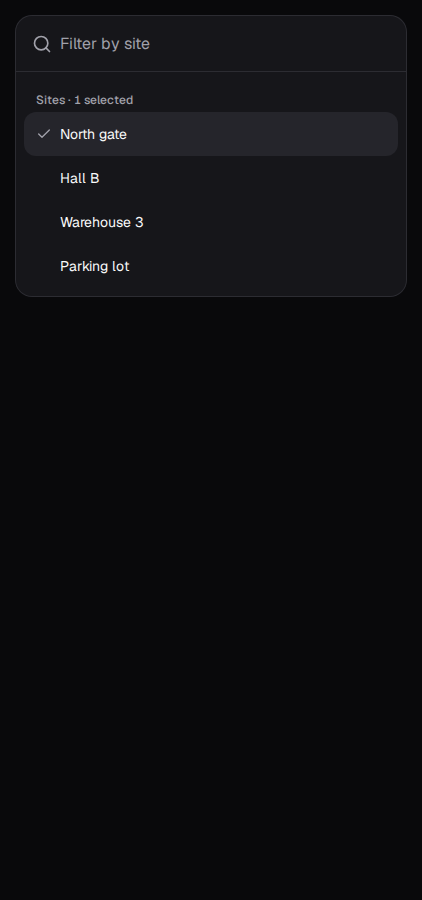 Filter by site
Sites · 1 selected
North gate
Hall B
Warehouse 3
Parking lot